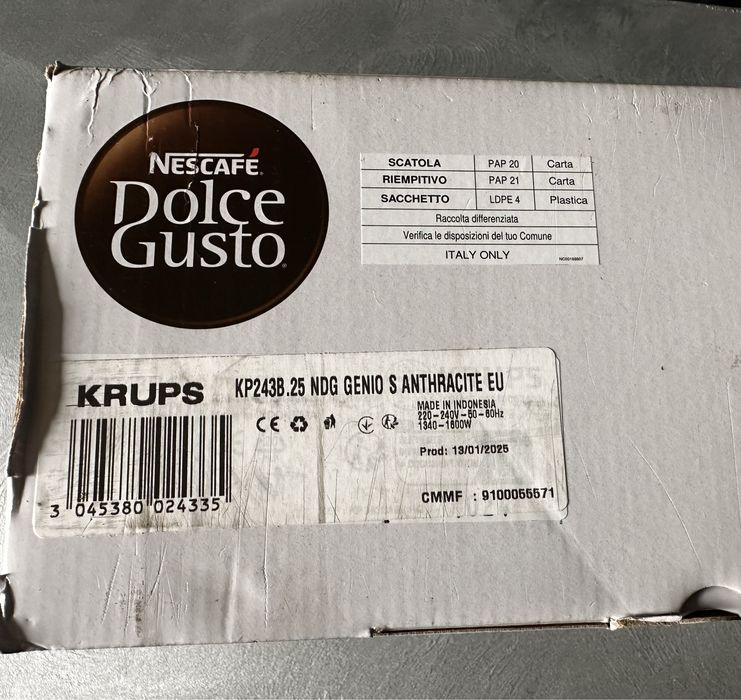 NESCAFÉ®
DOLCE
GUSTO®
SCATOLA PAP 20 Carta
RIEMPITIVO PAP 21 Carta
SACCHETTO LDPE 4 Plastica
Raccolta differenziata
Verifica le disposizioni del tuo Comune
ITALY ONLY
KRUPS
KP243B.25 NDG GENIO S ANTHRACITE EU
CE
MADE IN INDONESIA
220-240V~50-60Hz
1340-1600W
Prod: 13/01/2025
CMMF : 9100055571
3 045380 024335